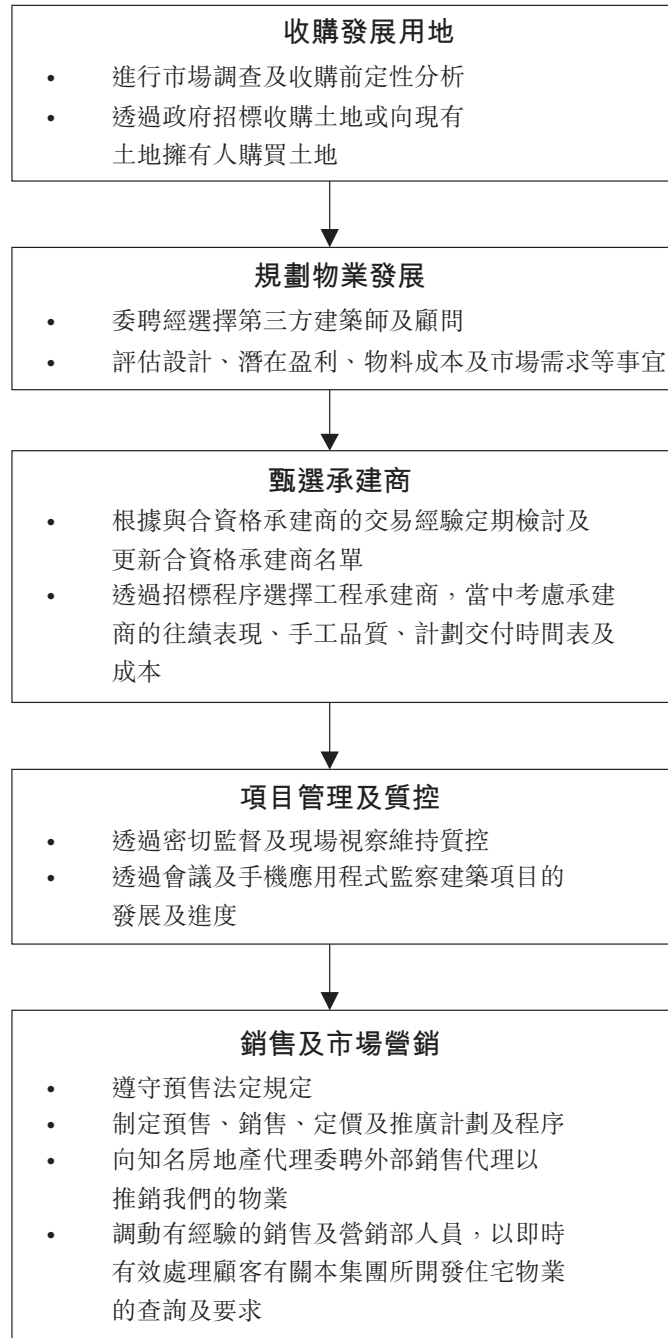 收購發展用地
• 進行市場調查及收購前定性分析
• 透過政府招標收購土地或向現有
土地擁有人購買土地
規劃物業發展
• 委聘經選擇第三方建築師及顧問
• 評估設計、潛在盈利、物料成本及市場需求等事宜
甄選承建商
• 根據與合資格承建商的交易經驗定期檢討及
更新合資格承建商名單
• 透過招標程序選擇工程承建商，當中考慮承建
商的往績表現、手工品質、計劃交付時間表及
成本
項目管理及質控
• 透過密切監督及現場視察維持質控
• 透過會議及手機應用程式監察建築項目的
發展及進度
銷售及市場營銷
• 遵守預售法定規定
• 制定預售、銷售、定價及推廣計劃及程序
• 向知名房地產代理委聘外部銷售代理以
推銷我們的物業
• 調動有經驗的銷售及營銷部人員，以即時
有效處理顧客有關本集團所開發住宅物業
的查詢及要求